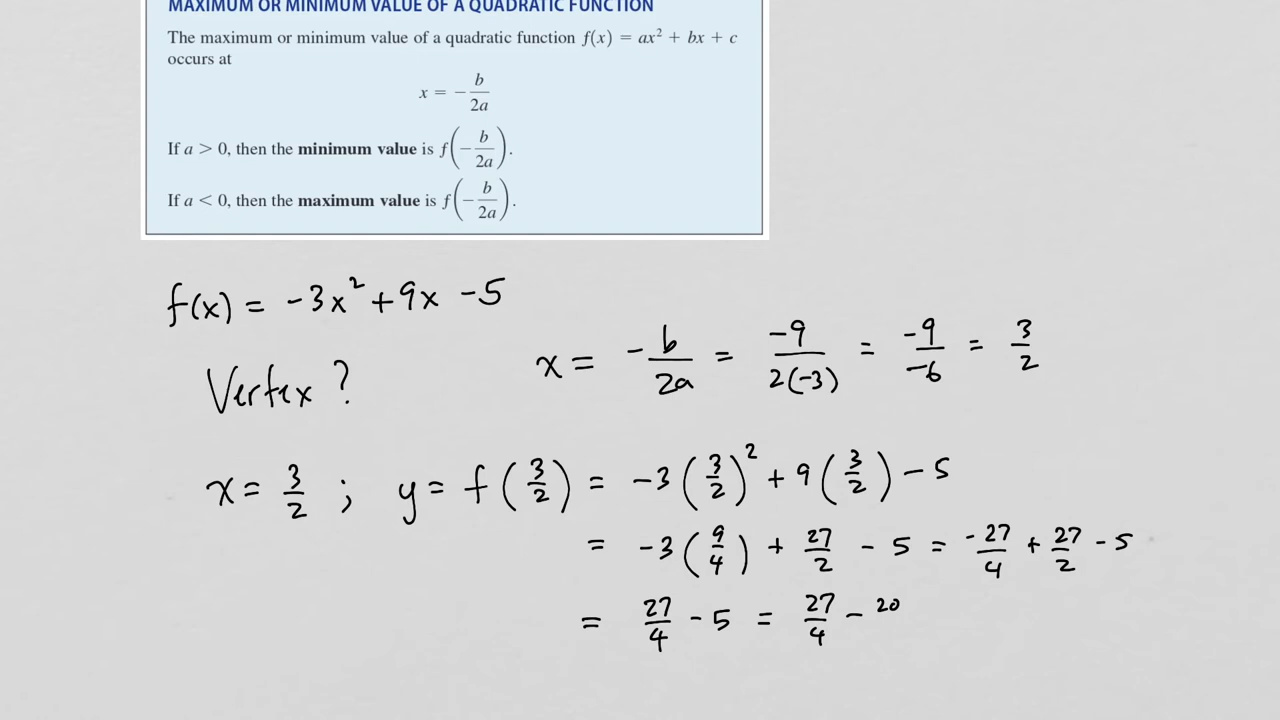 MAXIMUM OR MINIMUM VALUE OF A QUADRATIC FUNCTION
The maximum or minimum value of a quadratic function f(x) = ax² + bx + c
occurs at
x = -b/2a
If a > 0, then the minimum value is f(-b/2a).
If a < 0, then the maximum value is f(-b/2a).
f(x) = -3x² + 9x - 5
x = -b/2a = -9/2(-3) = -9/-6 = 3/2
Vertex ?
x = 3/2 ; y = f(3/2) = -3(3/2)² + 9(3/2) - 5
= -3(9/4) + 27/2 - 5 = -27/4 + 27/2 - 5
= 27/4 - 5 = 27/4 - 20